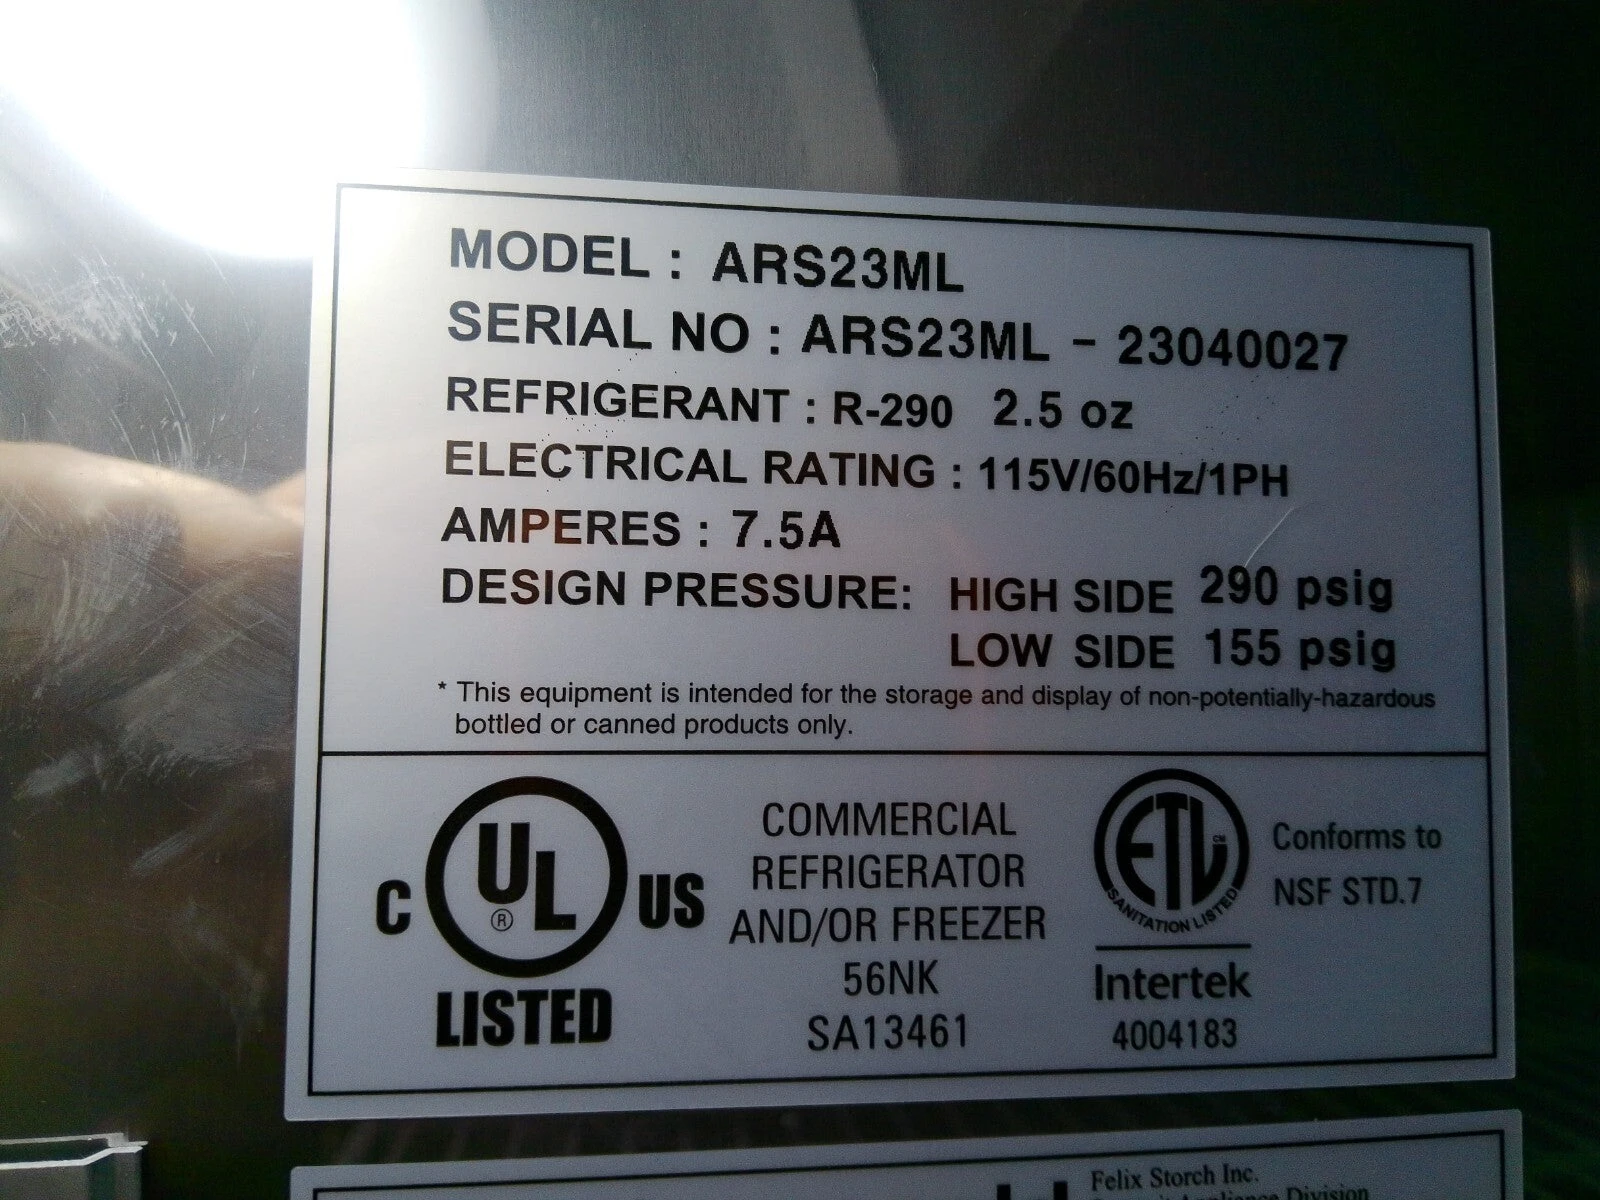 MODEL : ARS23ML
SERIAL NO : ARS23ML - 23040027
REFRIGERANT : R-290 2.5 oz
ELECTRICAL RATING : 115V/60Hz/1PH
AMPERES : 7.5A
DESIGN PRESSURE: HIGH SIDE 290 psig
LOW SIDE 155 psig
* This equipment is intended for the storage and display of non-potentially-hazardous
bottled or canned products only.
C UL ® US
LISTED
COMMERCIAL
REFRIGERATOR
AND/OR FREEZER
56NK
SA13461
ETL CM
SANITATION LISTED
Intertek
4004183
Conforms to
NSF STD.7
Felix Storch Inc.
Appliance Division